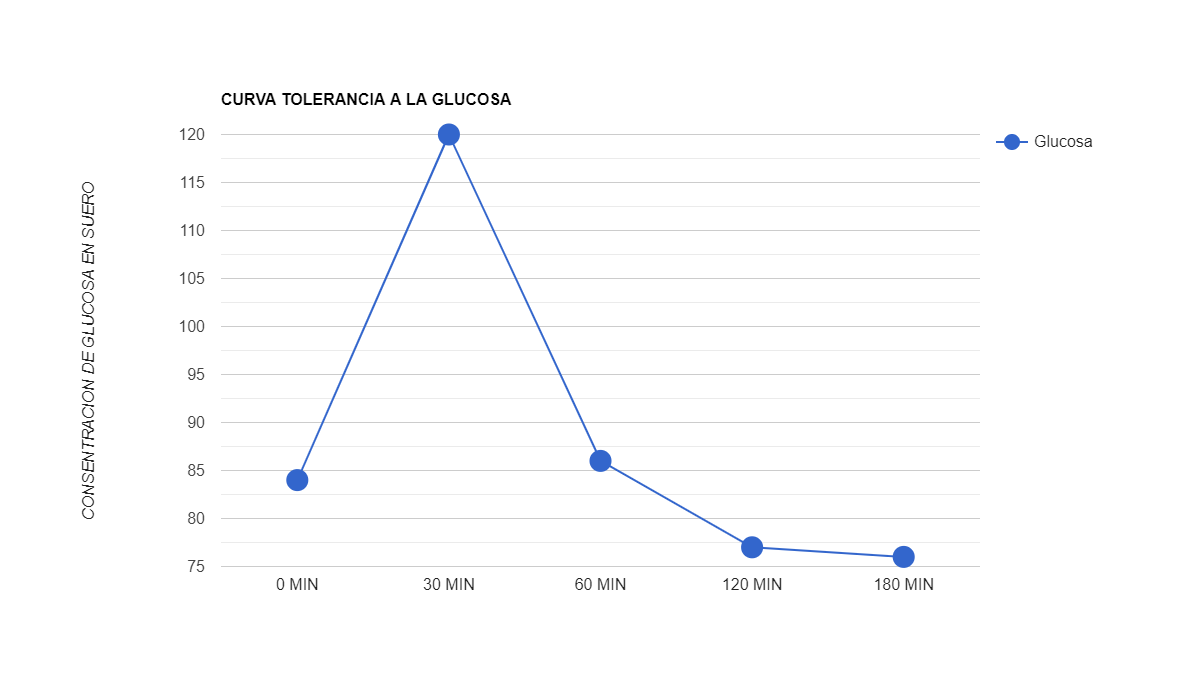 CURVA TOLERANCIA A LA GLUCOSA
Glucosa
CONSENTRACION DE GLUCOSA EN SUERO
120
115
110
105
100
95
90
85
80
75
0 MIN
30 MIN
60 MIN
120 MIN
180 MIN